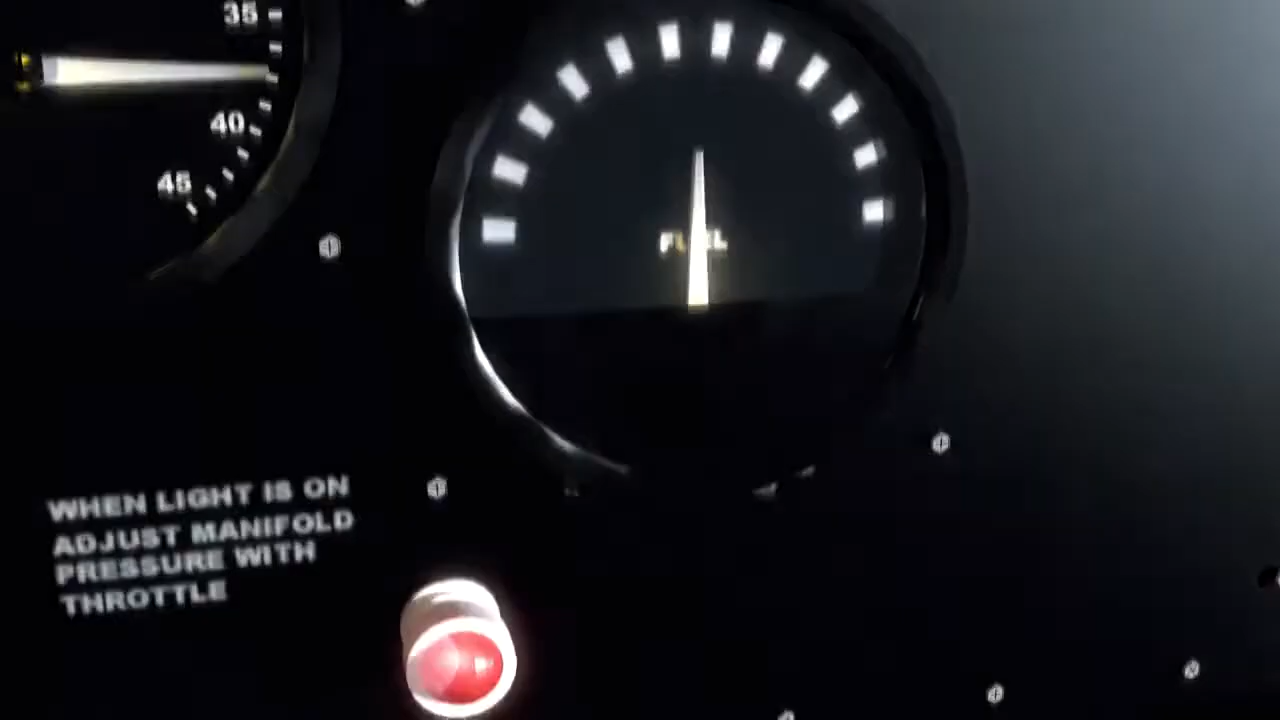 35
40
45
FUEL
WHEN LIGHT IS ON
ADJUST MANIFOLD
PRESSURE WITH
THROTTLE